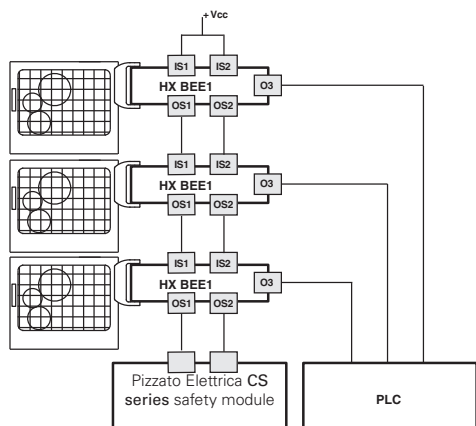 + Vcc
IS1 IS2
HX BEE1 O3
OS1 OS2
IS1 IS2
HX BEE1 O3
OS1 OS2
IS1 IS2
HX BEE1 O3
OS1 OS2
Pizzato Elettrica CS
series safety module
PLC